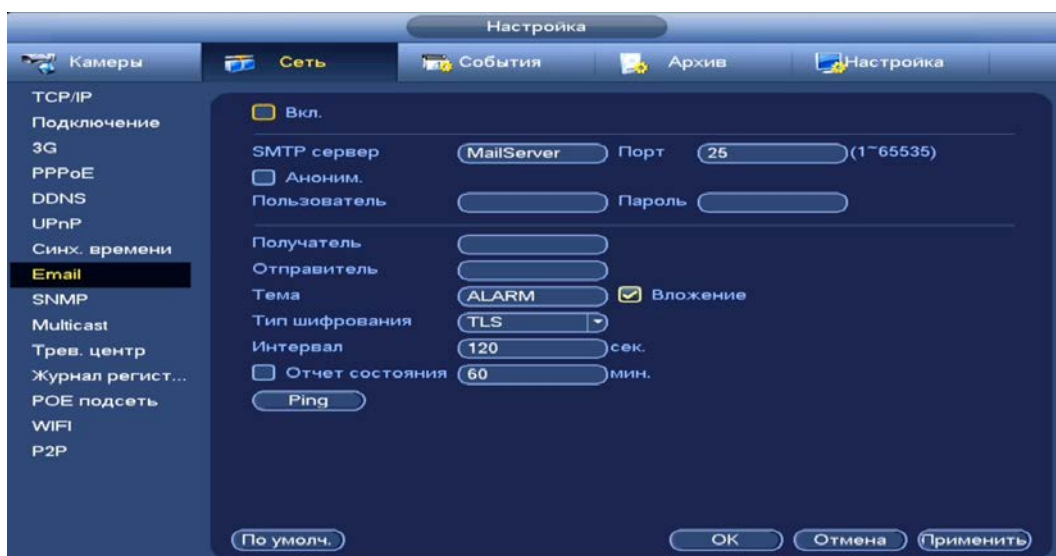 Настройка
Камеры Сеть События Архив Настройка
TCP/IP
Подключение
3G
PPPoE
DDNS
UPnP
Синх. времени
Email
SNMP
Multicast
Трев. центр
Журнал регист...
POE подсеть
WIFI
P2P
Вкл.
SMTP сервер MailServer Порт 25 (1~65535)
Аноним.
Пользователь Пароль
Получатель
Отправитель
Тема ALARM Вложение
Тип шифрования TLS
Интервал 120 сек.
Отчет состояния 60 мин.
Ping
По умолч. OK Отмена Применить